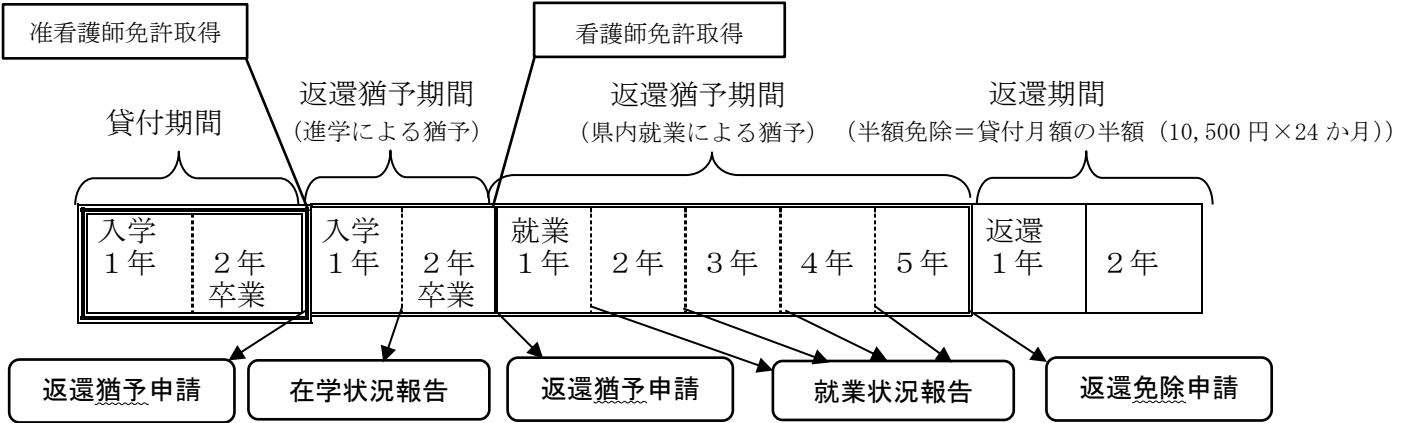 准看護師免許取得
看護師免許取得
貸付期間
返還猶予期間
（進学による猶予）
返還猶予期間
（県内就業による猶予）
返還期間
（半額免除＝貸付月額の半額（10,500 円×24 か月））
入学
１年
２年
卒業
入学
１年
２年
卒業
就業
１年
２年
３年
４年
５年
返還
１年
２年
返還猶予申請
在学状況報告
返還猶予申請
就業状況報告
返還免除申請